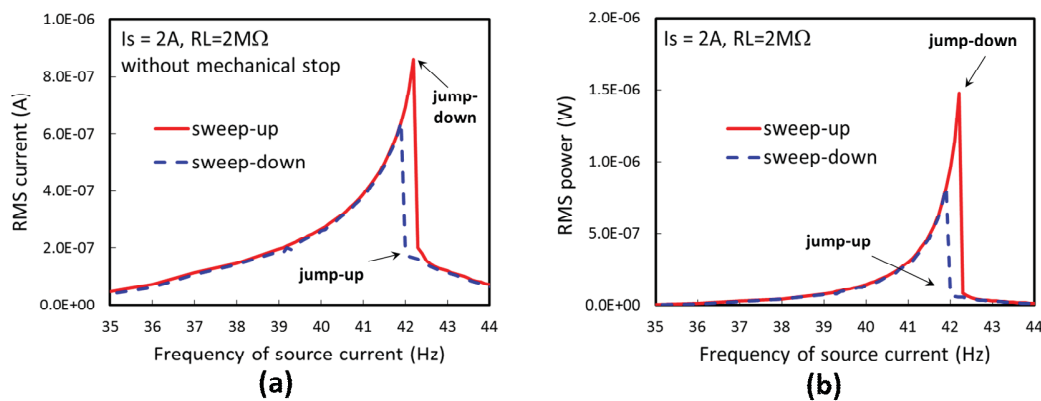 1.0E-06
8.0E-07
6.0E-07
4.0E-07
2.0E-07
0.0E+00
RMS current (A)
Is = 2A, RL=2MΩ
without mechanical stop
jump-
down
sweep-up
sweep-down
jump-up
35 36 37 38 39 40 41 42 43 44
Frequency of source current (Hz)
(a)
2.0E-06
1.5E-06
1.0E-06
5.0E-07
0.0E+00
RMS power (W)
Is = 2A, RL=2MΩ
jump-down
sweep-up
sweep-down
jump-up
35 36 37 38 39 40 41 42 43 44
Frequency of source current (Hz)
(b)